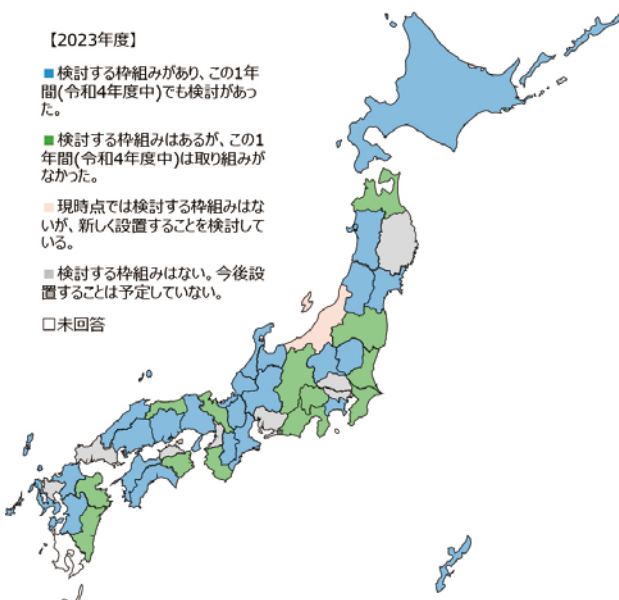 【2023年度】
■検討する枠組みがあり、この1年
間(令和4年度中)でも検討があっ
た。
■検討する枠組みはあるが、この1
年間(令和4年度中)は取り組みが
なかった。
■現時点では検討する枠組みはな
いが、新しく設置することを検討して
いる。
■検討する枠組みはない。今後設
置することは予定していない。
□未回答